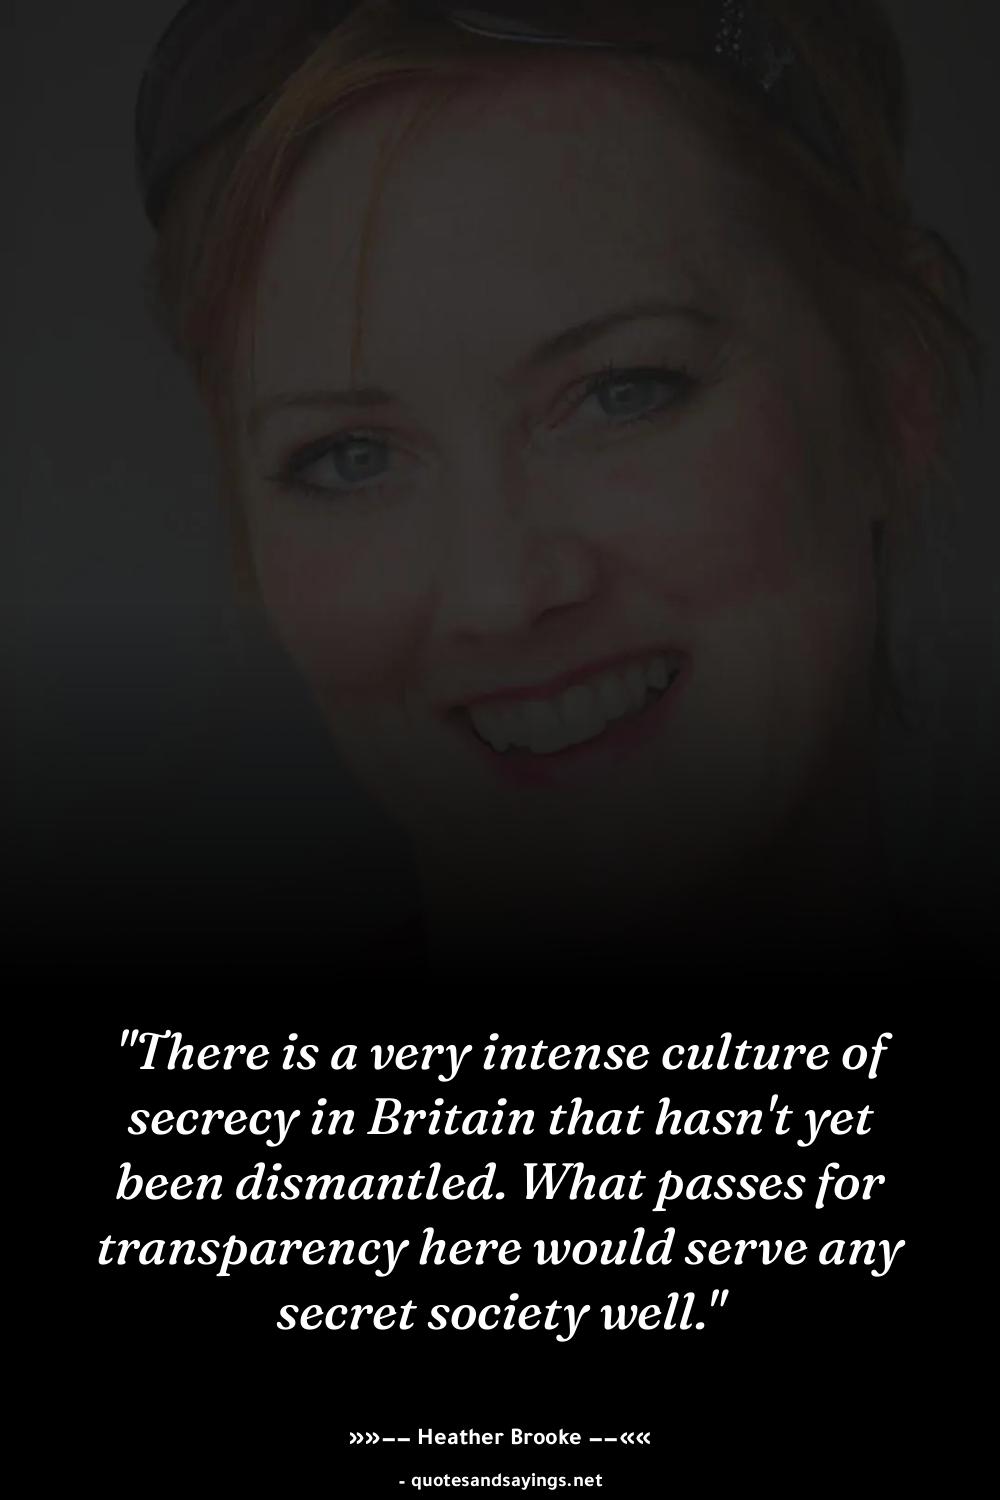 "There is a very intense culture of
secrecy in Britain that hasn't yet
been dismantled. What passes for
transparency here would serve any
secret society well."
»»−− Heather Brooke −−««
- quotesandsayings.net